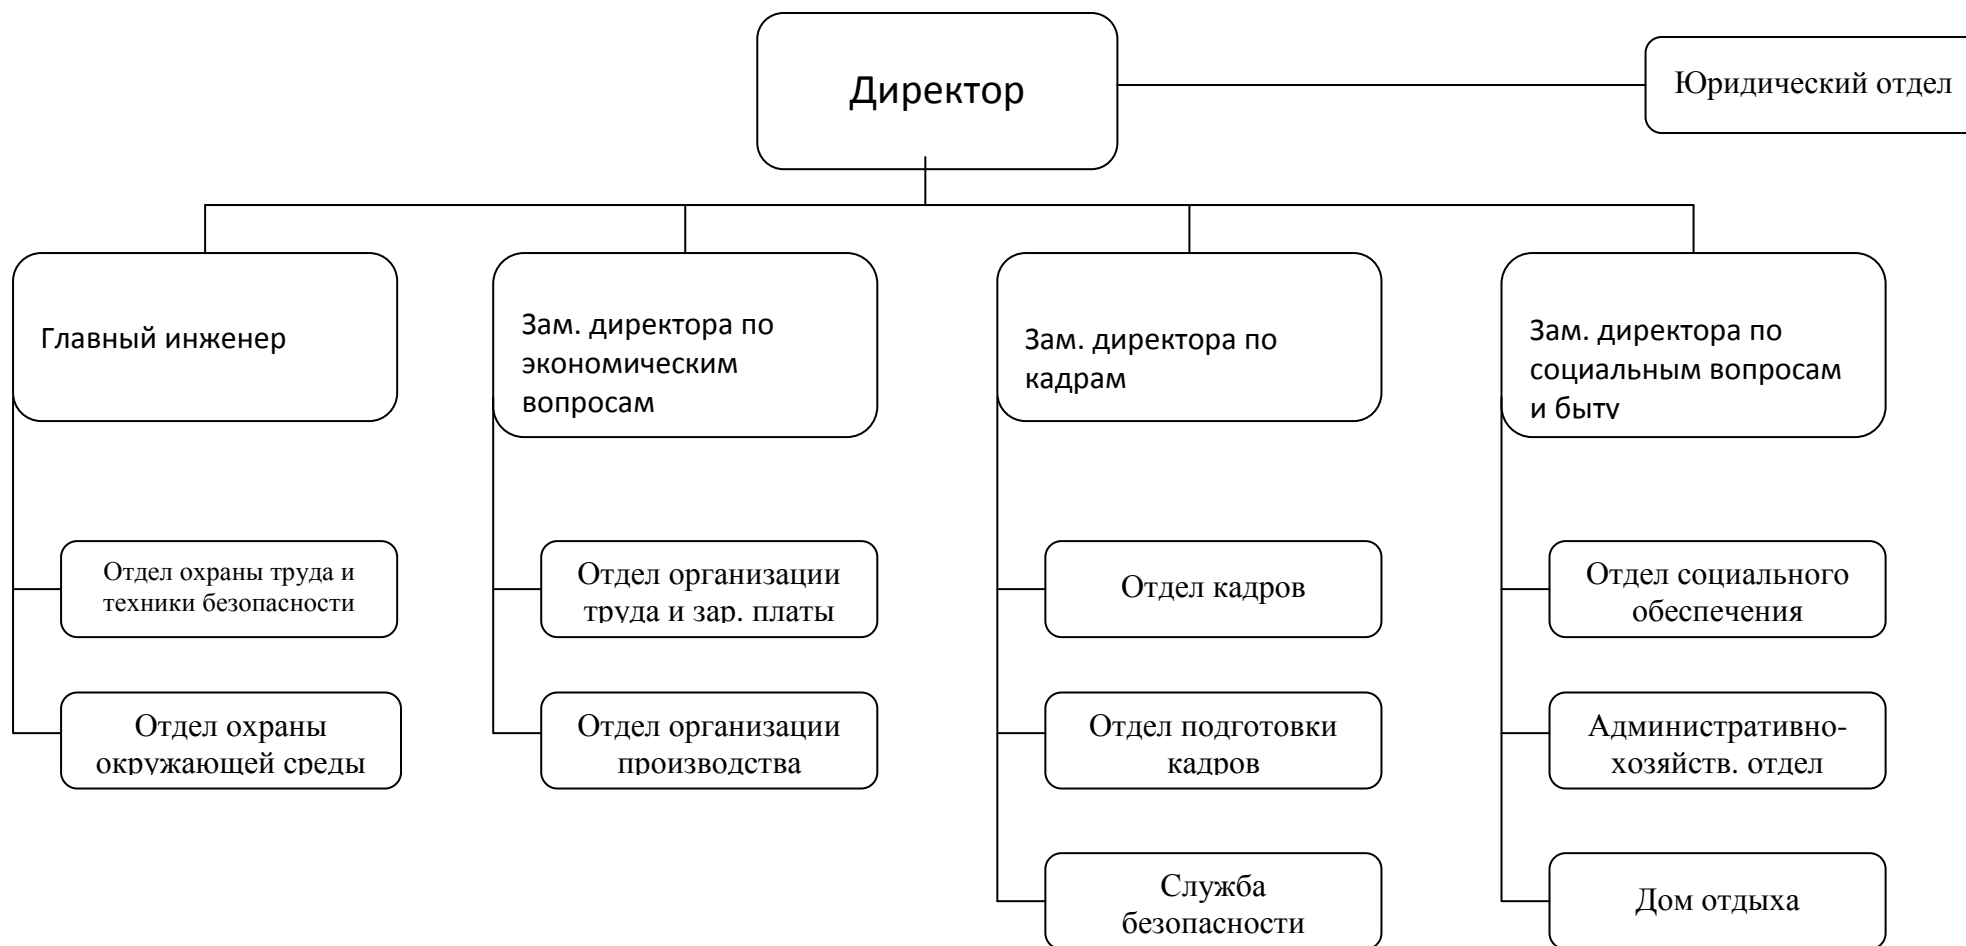 Директор
Юридический отдел
Главный инженер
Зам. директора по
экономическим
вопросам
Зам. директора по
кадрам
Зам. директора по
социальным вопросам
и быту
Отдел охраны труда и
техники безопасности
Отдел организации
труда и зар. платы
Отдел кадров
Отдел социального
обеспечения
Отдел охраны
окружающей среды
Отдел организации
производства
Отдел подготовки
кадров
Административно-
хозяйств. отдел
Служба
безопасности
Дом отдыха